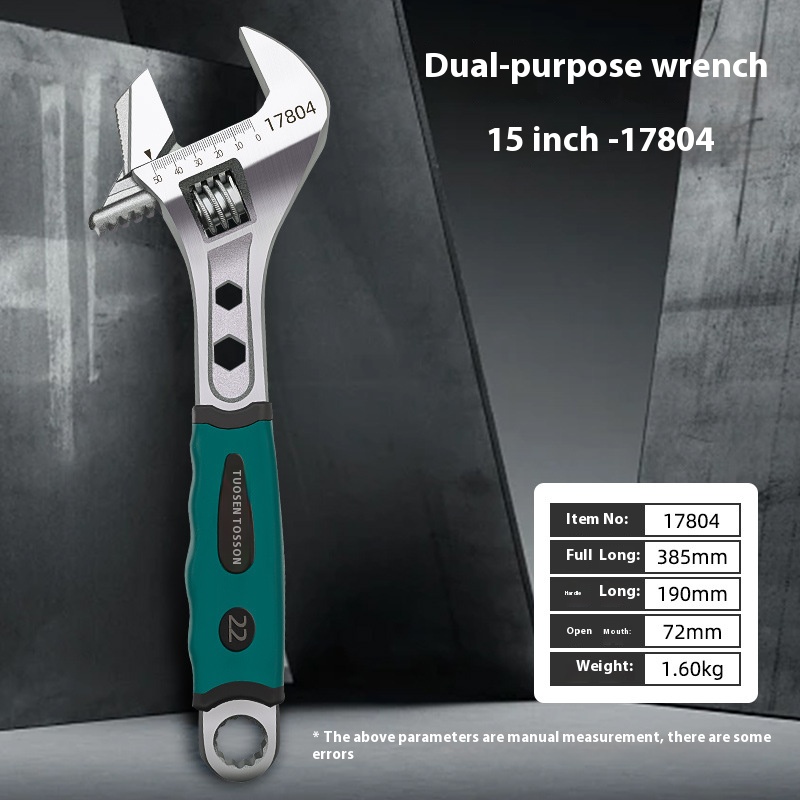 Dual-purpose wrench
15 inch -17804
17804
50 40 30 20 10 0
TUOSEN TOSSON
22
Item No: 17804
Full Long: 385mm
Handle Long: 190mm
Open Mouth: 72mm
Weight: 1.60kg
* The above parameters are manual measurement, there are some
errors